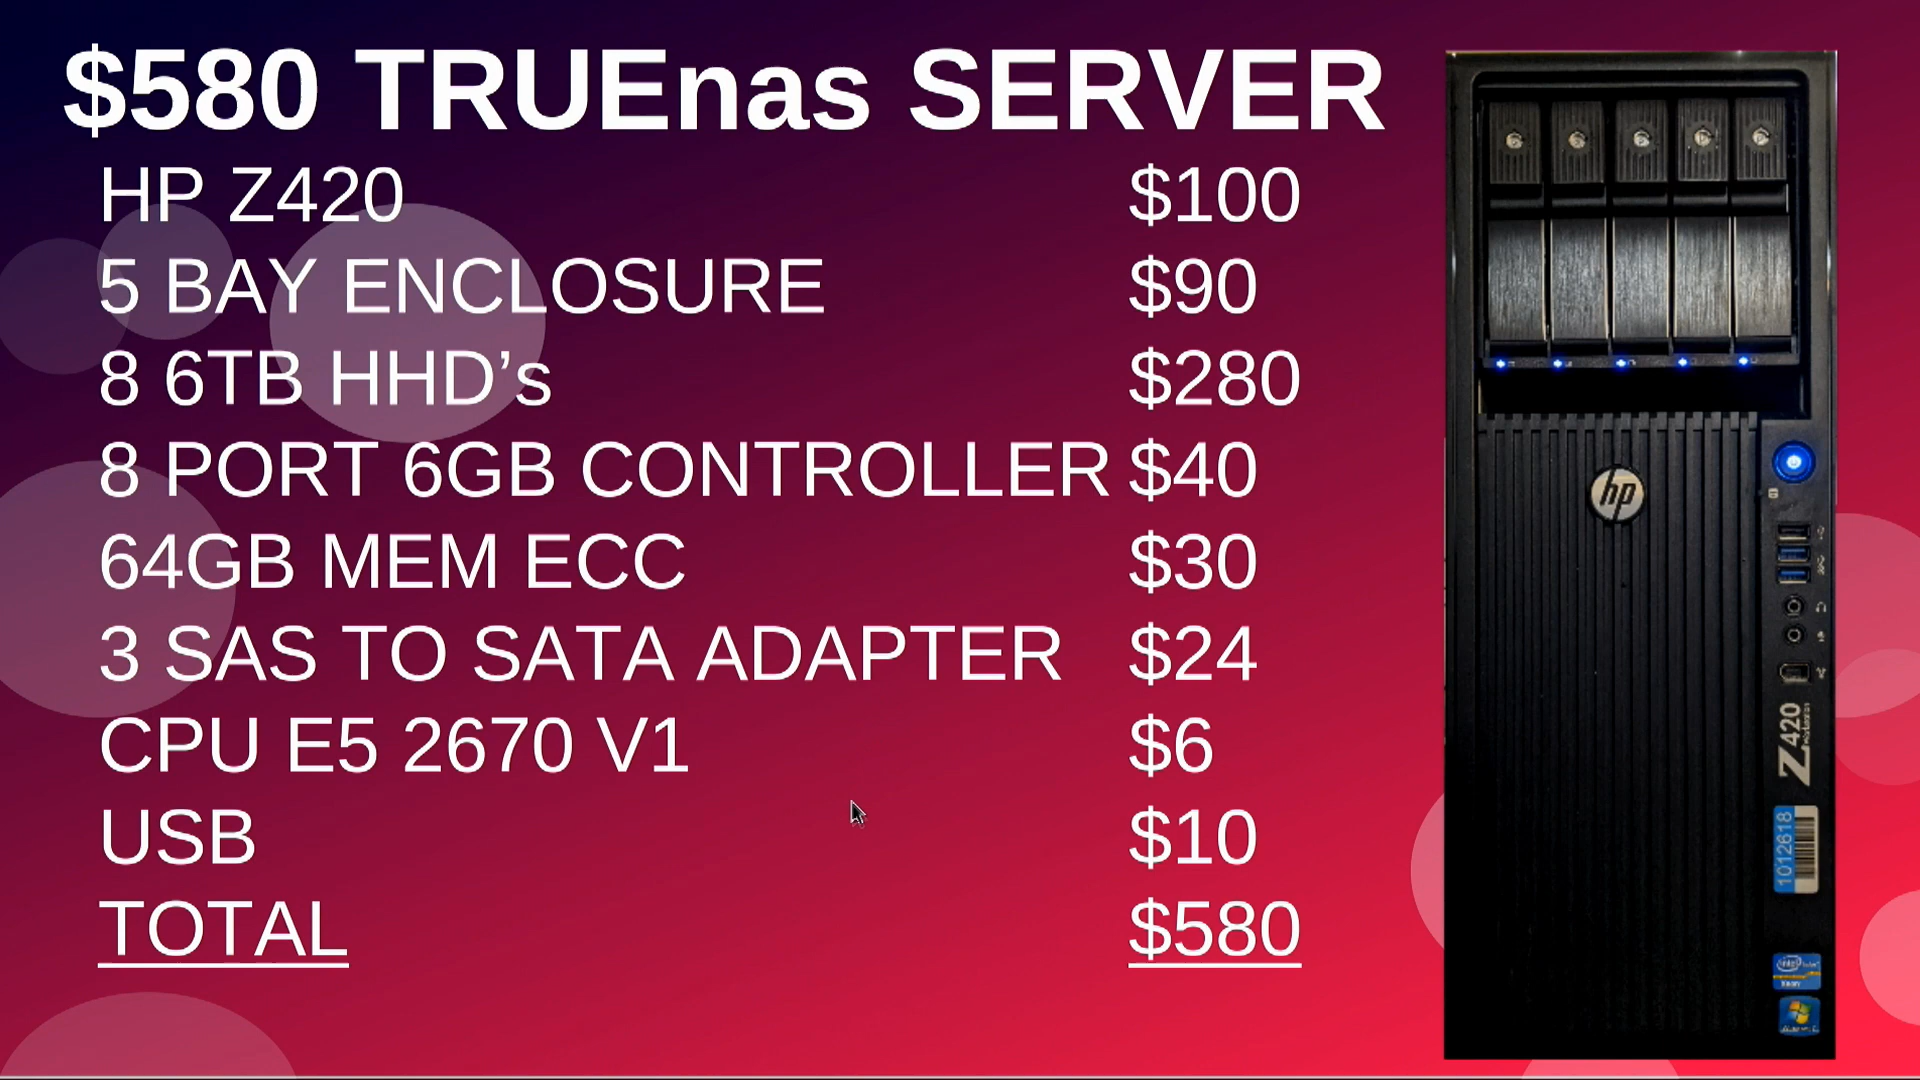 $580 TRUEnas SERVER
HP Z420 $100
5 BAY ENCLOSURE $90
8 6TB HHD’s $280
8 PORT 6GB CONTROLLER $40
64GB MEM ECC $30
3 SAS TO SATA ADAPTER $24
CPU E5 2670 V1 $6
USB $10
TOTAL $580
hp
Z420
1012618
intel